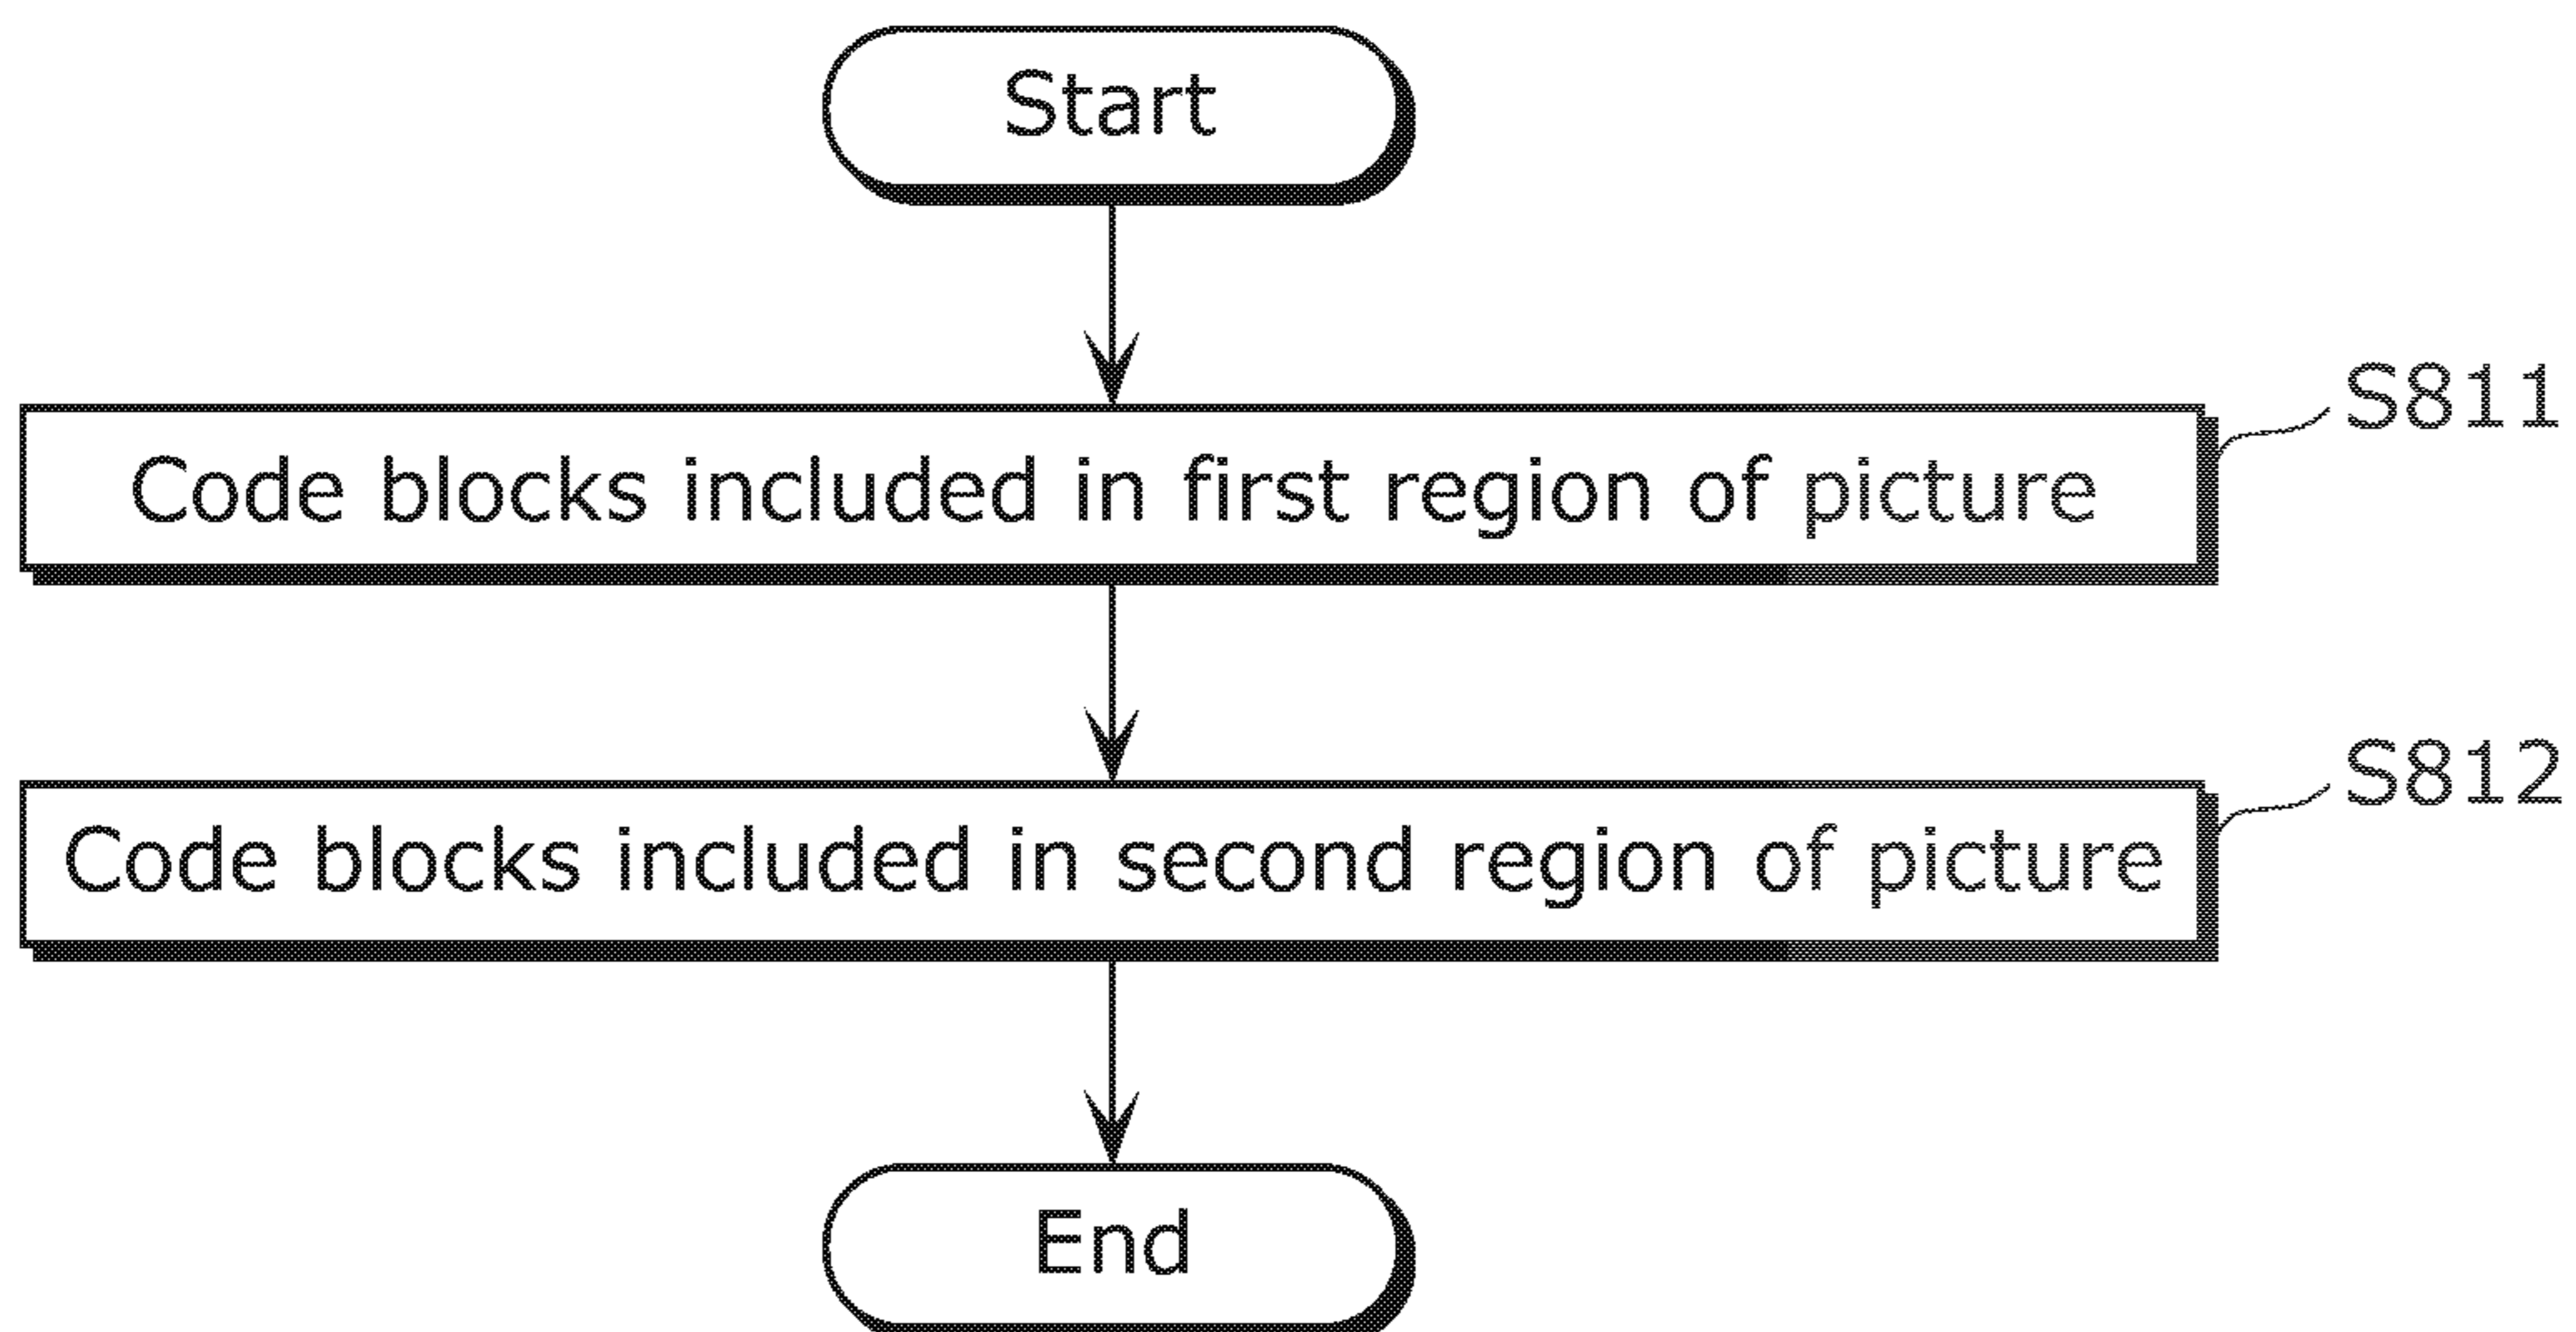 Start
S811
Code blocks included in first region of picture
S812
Code blocks included in second region of picture
End